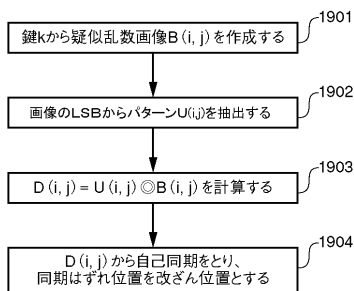 1901
鍵kから疑似乱数画像B(i, j)を作成する
1902
画像のLSBからパターンU(i,j)を抽出する
1903
D(i, j)=U(i, j)◎B(i, j)を計算する
1904
D(i, j)から自己同期をとり、
同期はずれ位置を改ざん位置とする